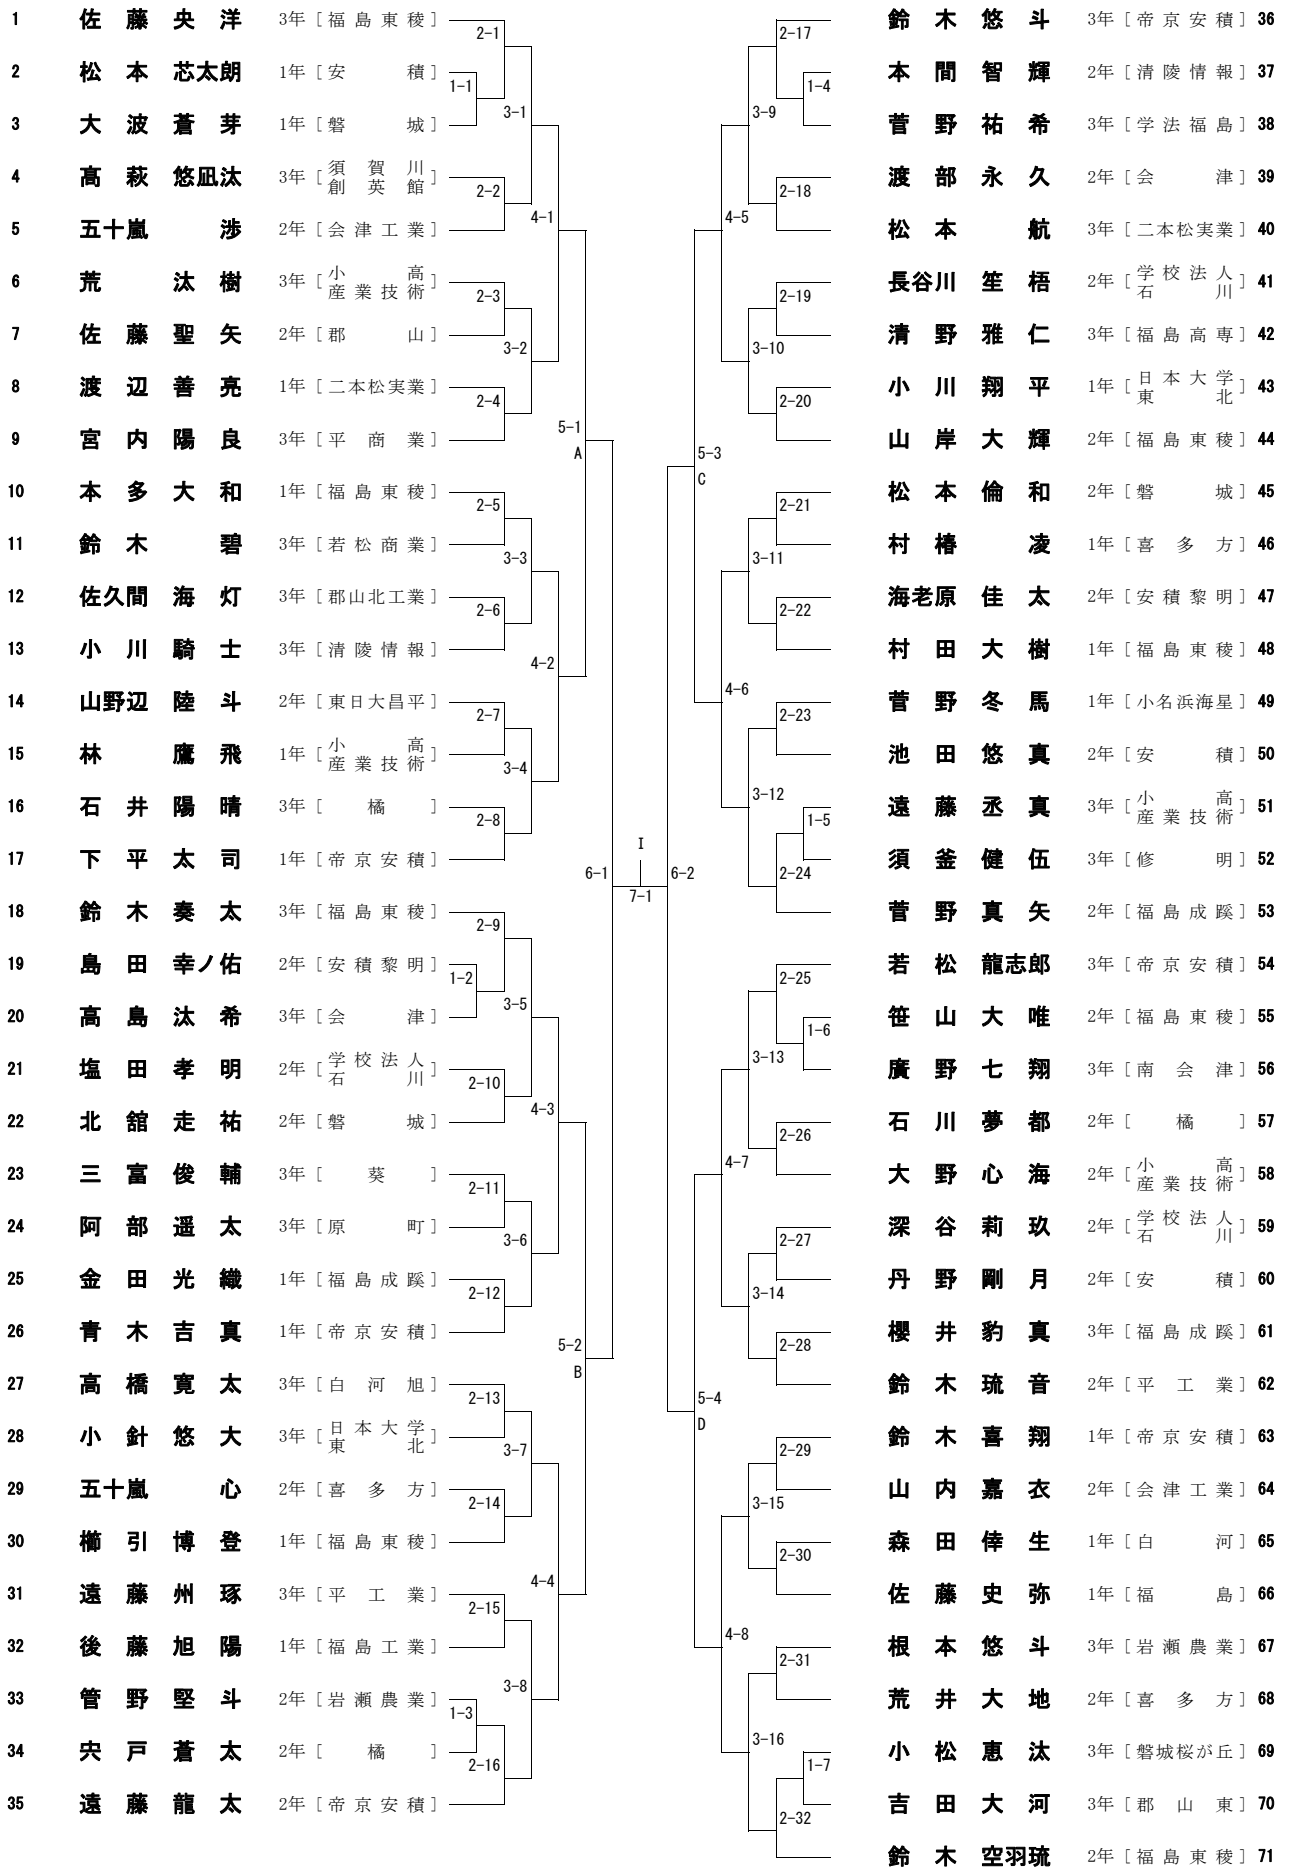 1 佐藤央洋 3年 [福島東稜]
2 松本芯太朗 1年 [安積]
3 大波蒼芽 1年 [磐城]
4 髙萩悠凪汰 3年 [須賀川創英館]
5 五十嵐渉 2年 [会津工業]
6 荒汰樹 3年 [小高産業技術]
7 佐藤聖矢 2年 [郡山]
8 渡辺善亮 1年 [二本松実業]
9 宮内陽良 3年 [平商業]
10 本多大和 1年 [福島東稜]
11 鈴木碧 3年 [若松商業]
12 佐久間海灯 3年 [郡山北工業]
13 小川騎士 3年 [清陵情報]
14 山野辺陸斗 2年 [東日大昌平]
15 林鷹飛 1年 [小高産業技術]
16 石井陽晴 3年 [橘]
17 下平太司 1年 [帝京安積]
18 鈴木奏太 3年 [福島東稜]
19 島田幸ノ佑 2年 [安積黎明]
20 高島汰希 3年 [会津]
21 塩田孝明 2年 [学校法人石川]
22 北舘走祐 2年 [磐城]
23 三富俊輔 3年 [葵]
24 阿部遥太 3年 [原町]
25 金田光織 1年 [福島成蹊]
26 青木吉真 1年 [帝京安積]
27 高橋寛太 3年 [白河旭]
28 小針悠大 3年 [日本大学東北]
29 五十嵐心 2年 [喜多方]
30 櫛引博登 1年 [福島東稜]
31 遠藤州琢 3年 [平工業]
32 後藤旭陽 1年 [福島工業]
33 管野堅斗 2年 [岩瀬農業]
34 宍戸蒼太 2年 [橘]
35 遠藤龍太 2年 [帝京安積]
1-1
1-2
1-3
2-1
2-2
2-3
2-4
2-5
2-6
2-7
2-8
2-9
2-10
2-11
2-12
2-13
2-14
2-15
2-16
3-1
3-2
3-3
3-4
3-5
3-6
3-7
3-8
4-1
4-2
4-3
4-4
5-1
A
5-2
B
6-1
I
7-1
6-2
5-3
C
5-4
D
4-5
4-6
4-7
4-8
3-9
3-10
3-11
3-12
3-13
3-14
3-15
3-16
2-17
2-18
2-19
2-20
2-21
2-22
2-23
2-24
2-25
2-26
2-27
2-28
2-29
2-30
2-31
2-32
1-4
1-5
1-6
1-7
鈴木悠斗 3年 [帝京安積] 36
本間智輝 2年 [清陵情報] 37
菅野祐希 3年 [学法福島] 38
渡部永久 2年 [会津] 39
松本航 3年 [二本松実業] 40
長谷川笙梧 2年 [学校法人石川] 41
清野雅仁 3年 [福島高専] 42
小川翔平 1年 [日本大学東北] 43
山岸大輝 2年 [福島東稜] 44
松本倫和 2年 [磐城] 45
村椿凌 1年 [喜多方] 46
海老原佳太 2年 [安積黎明] 47
村田大樹 1年 [福島東稜] 48
菅野冬馬 1年 [小名浜海星] 49
池田悠真 2年 [安積] 50
遠藤丞真 3年 [小高産業技術] 51
須釜健伍 3年 [修明] 52
菅野真矢 2年 [福島成蹊] 53
若松龍志郎 3年 [帝京安積] 54
笹山大唯 2年 [福島東稜] 55
廣野七翔 3年 [南会津] 56
石川夢都 2年 [橘] 57
大野心海 2年 [小高産業技術] 58
深谷莉玖 2年 [学校法人石川] 59
丹野剛月 2年 [安積] 60
櫻井豹真 3年 [福島成蹊] 61
鈴木琉音 2年 [平工業] 62
鈴木喜翔 1年 [帝京安積] 63
山内嘉衣 2年 [会津工業] 64
森田倖生 1年 [白河] 65
佐藤史弥 1年 [福島] 66
根本悠斗 3年 [岩瀬農業] 67
荒井大地 2年 [喜多方] 68
小松恵汰 3年 [磐城桜が丘] 69
吉田大河 3年 [郡山東] 70
鈴木空羽琉 2年 [福島東稜] 71